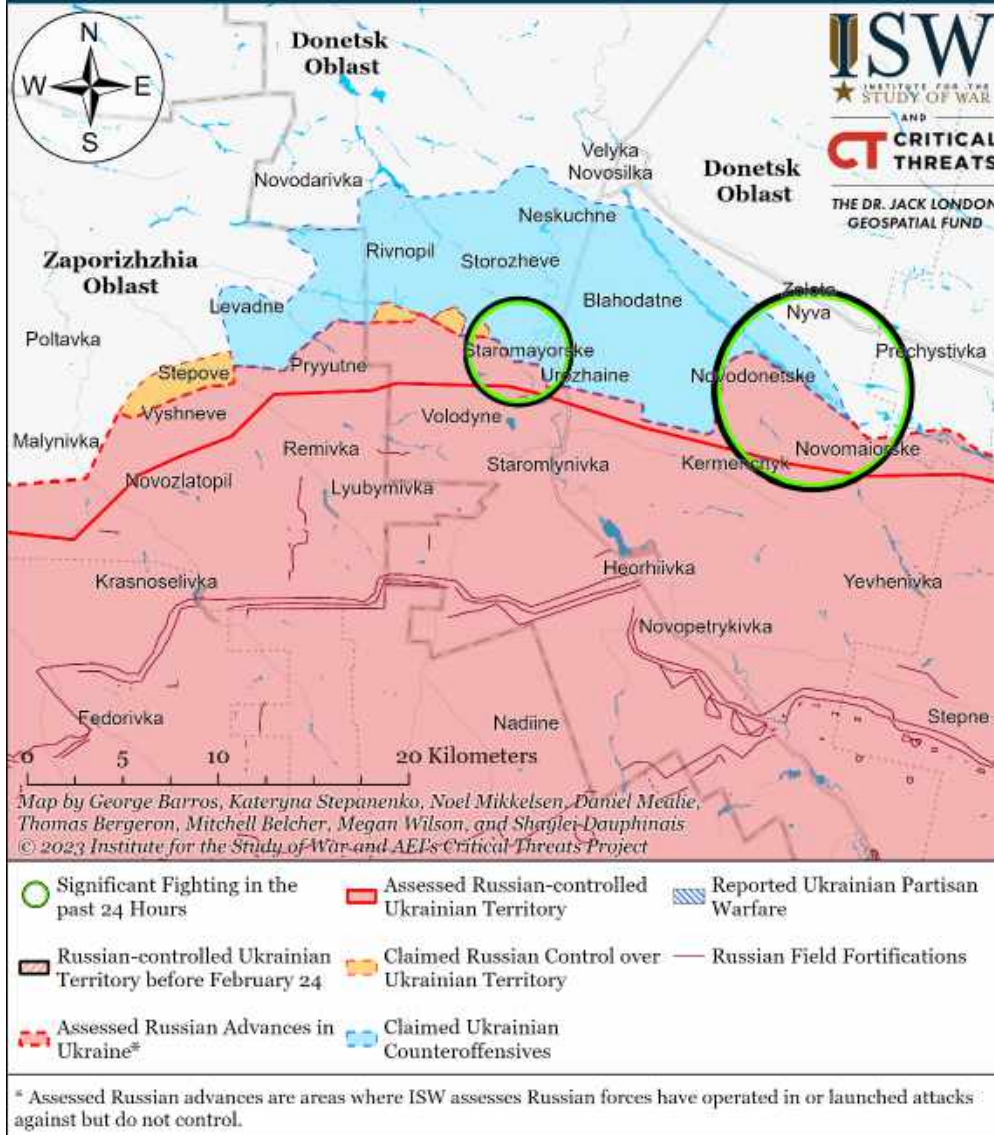 N
W E
S
Donetsk
Oblast
ISW
INSTITUTE FOR THE
STUDY OF WAR
AND
CT CRITICAL
THREATS
THE DR. JACK LONDON
GEOSPATIAL FUND
Velyka
Novosilka
Donetsk
Oblast
Novodarivka
Neskuchne
Rivnopil
Storozheve
Zaporizhzhia
Oblast
Levadne
Blahodatne
Zolota
Nyva
Poltavka
Prechystivka
Staromayorske
Stepove
Pryyutne
Urozhaine
Novodonetske
Vyshneve
Volodyne
Malynivka
Remivka
Novomaiorske
Staromlynivka
Kermenchyk
Novozlatopil
Lyubymivka
Krasnoselivka
Heorhiivka
Yevhenivka
Novopetrykivka
Fedorivka
Nadiine
Stepne
0 5 10 20 Kilometers
Map by George Barros, Kateryna Stepanenko, Noel Mikkelsen, Daniel Mealie,
Thomas Bergeron, Mitchell Belcher, Megan Wilson, and Shaylei Dauphinais
© 2023 Institute for the Study of War and AEI's Critical Threats Project
Significant Fighting in the
past 24 Hours
Assessed Russian-controlled
Ukrainian Territory
Reported Ukrainian Partisan
Warfare
Russian-controlled Ukrainian
Territory before February 24
Claimed Russian Control over
Ukrainian Territory
Russian Field Fortifications
Assessed Russian Advances in
Ukraine*
Claimed Ukrainian
Counteroffensives
* Assessed Russian advances are areas where ISW assesses Russian forces have operated in or launched attacks
against but do not control.